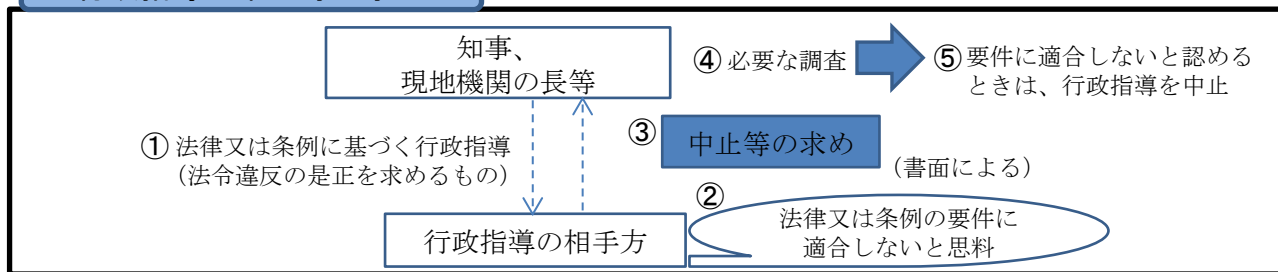 知事、
現地機関の長等
④ 必要な調査
⑤ 要件に適合しないと認める
ときは、行政指導を中止
① 法律又は条例に基づく行政指導
（法令違反の是正を求めるもの）
③ 中止等の求め
（書面による）
②
法律又は条例の要件に
適合しないと思料
行政指導の相手方